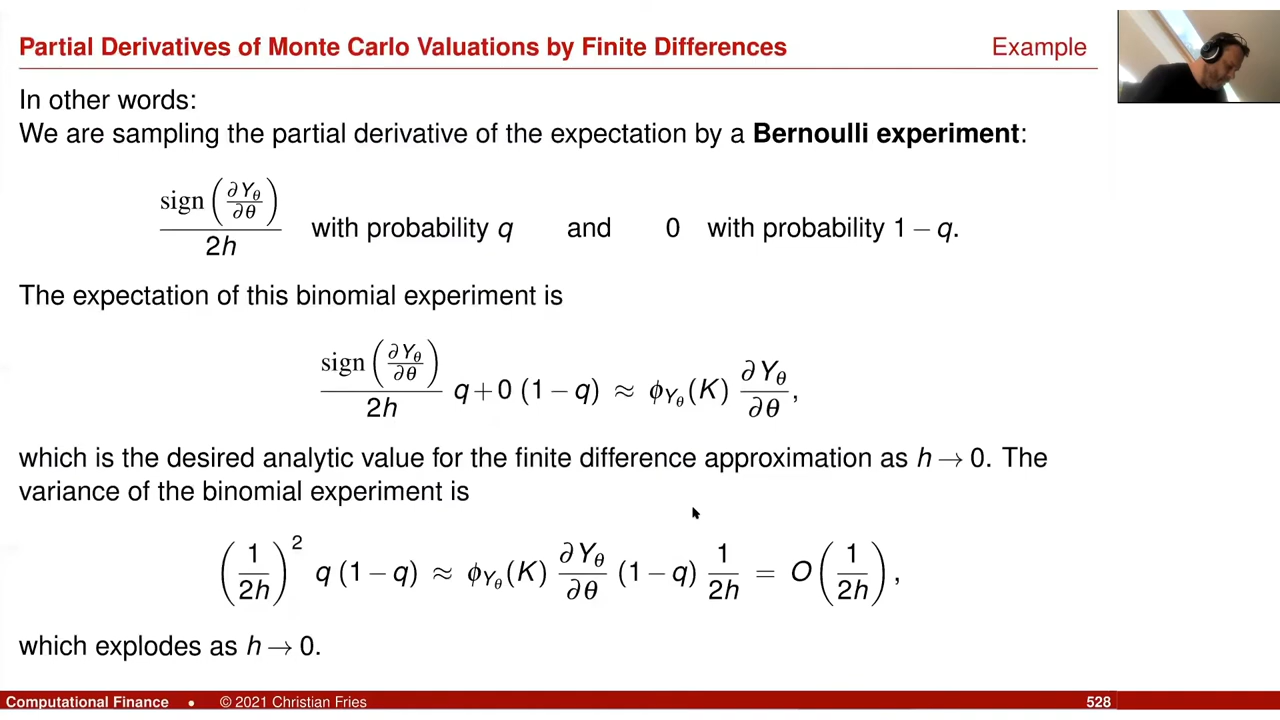 Partial Derivatives of Monte Carlo Valuations by Finite Differences Example
In other words:
We are sampling the partial derivative of the expectation by a Bernoulli experiment:
sign(∂Y_θ/∂θ)/2h with probability q and 0 with probability 1 − q.
The expectation of this binomial experiment is
sign(∂Y_θ/∂θ)/2h q + 0 (1 − q) ≈ ϕ_{Y_θ}(K) ∂Y_θ/∂θ,
which is the desired analytic value for the finite difference approximation as h → 0. The
variance of the binomial experiment is
(1/2h)² q (1 − q) ≈ ϕ_{Y_θ}(K) ∂Y_θ/∂θ (1 − q) 1/2h = O(1/2h),
which explodes as h → 0.
Computational Finance • © 2021 Christian Fries 528